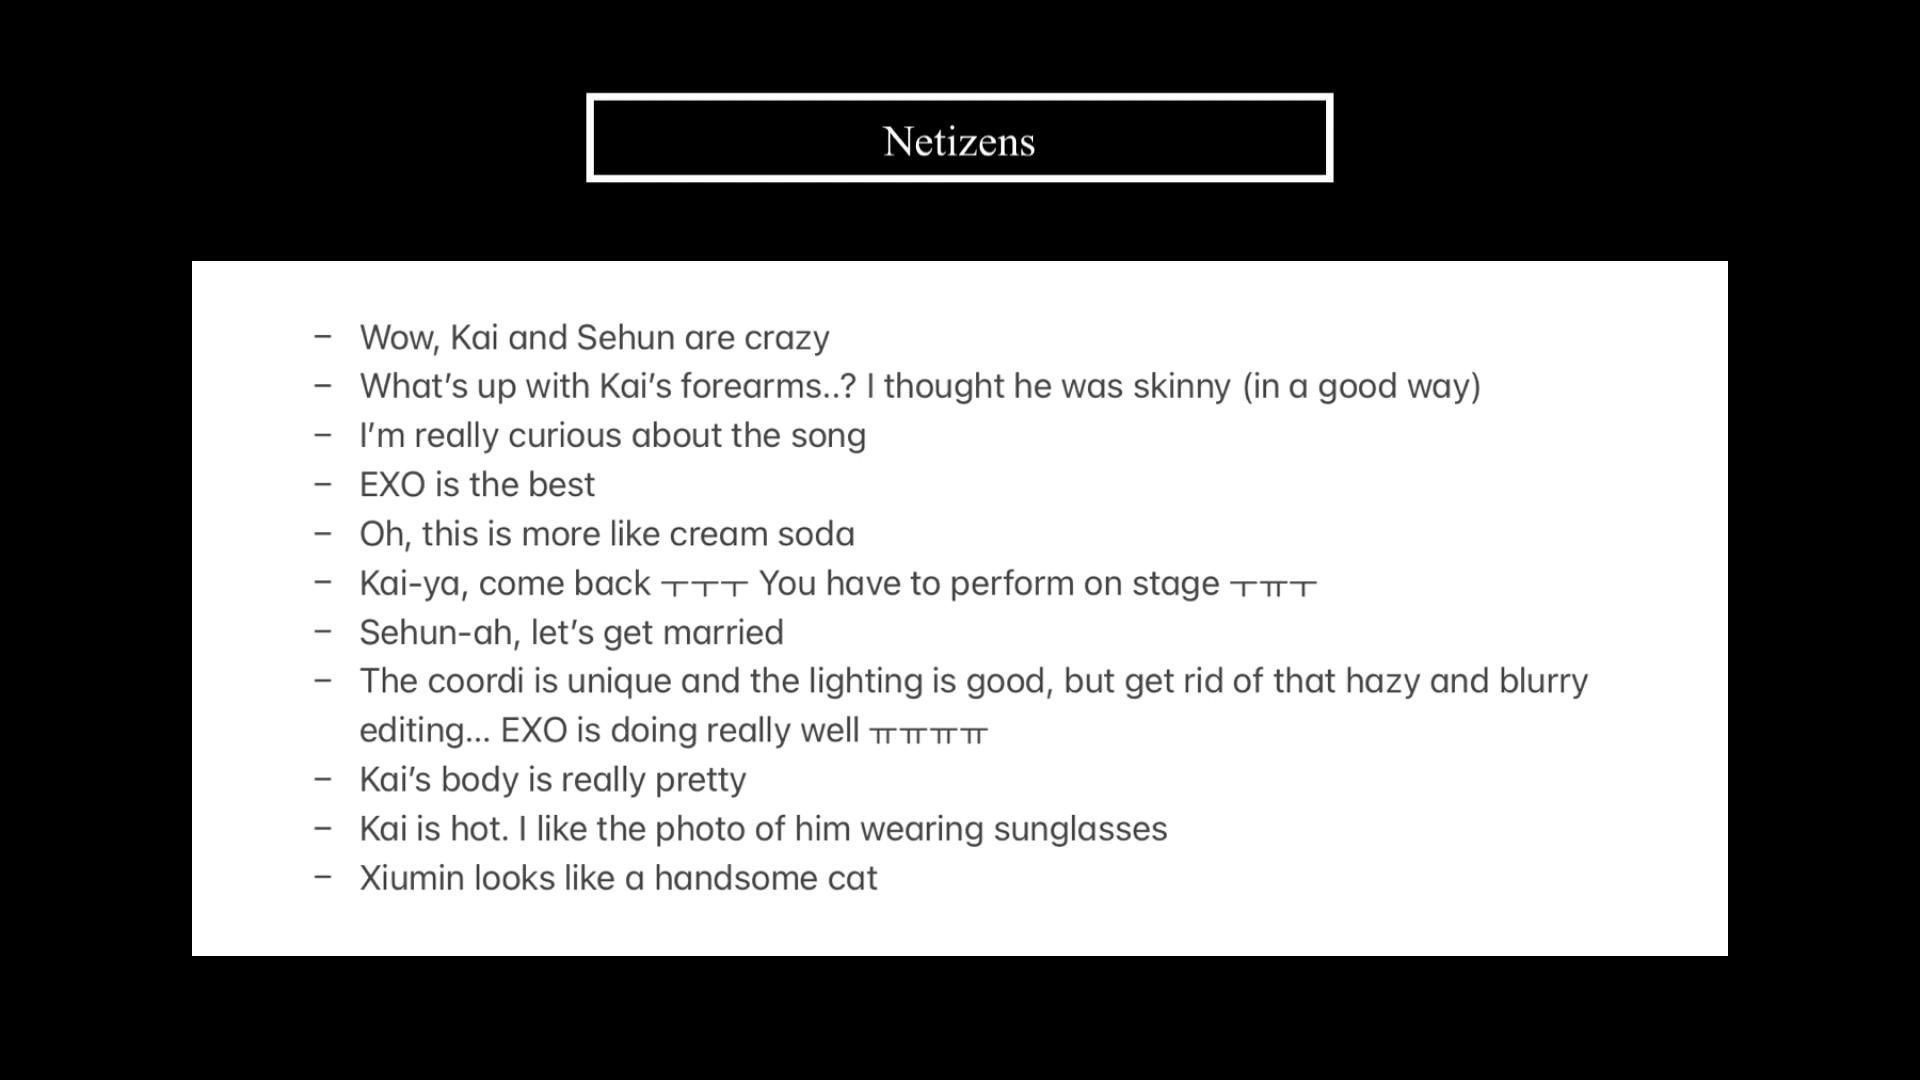 Netizens
– Wow, Kai and Sehun are crazy
– What’s up with Kai’s forearms..? I thought he was skinny (in a good way)
– I’m really curious about the song
– EXO is the best
– Oh, this is more like cream soda
– Kai-ya, come back ㅜㅜㅜ You have to perform on stage ㅜㅠㅜ
– Sehun-ah, let’s get married
– The coordi is unique and the lighting is good, but get rid of that hazy and blurry
editing… EXO is doing really well ㅠㅠㅠㅠ
– Kai’s body is really pretty
– Kai is hot. I like the photo of him wearing sunglasses
– Xiumin looks like a handsome cat